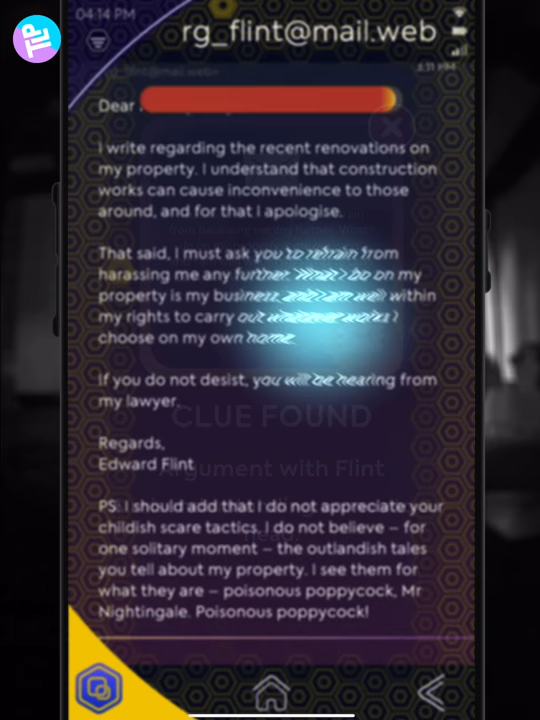 04:14 PM
rg_flint@mail.web
rg_flint@mail.web>
3:11 PM
Dear
I write regarding the recent renovations on
my property. I understand that construction
works can cause inconvenience to those
around, and for that I apologise.
That said, I must ask you to refrain from
harassing me any further. What I do on my
property is my business, and I am well within
my rights to carry out whatever works I
choose on my own home.
If you do not desist, you will be hearing from
my lawyer.
CLUE FOUND
Regards,
Edward Flint
Argument with Flint
PS. I should add that I do not appreciate your
childish scare tactics. I do not believe – for
one solitary moment – the outlandish tales
you tell about my property. I see them for
what they are – poisonous poppycock, Mr
Nightingale. Poisonous poppycock!